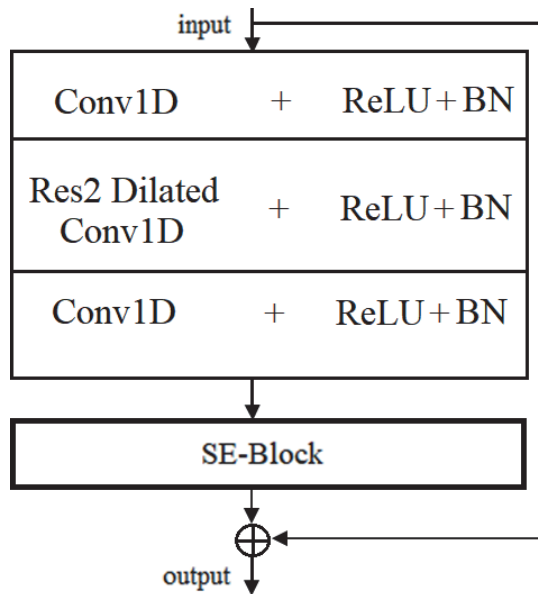 input
Conv1D + ReLU+BN
Res2 Dilated
Conv1D + ReLU+BN
Conv1D + ReLU+BN
SE-Block
output